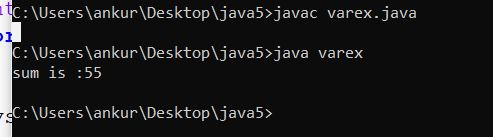 C:\Users\ankur\Desktop\java5>javac varex.java
C:\Users\ankur\Desktop\java5>java varex
sum is :55
C:\Users\ankur\Desktop\java5>